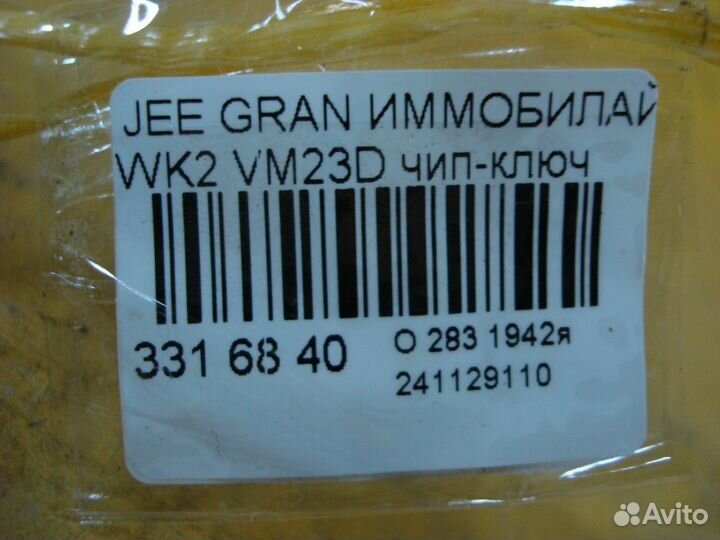 JEE GRAN ИММОБИЛАЙ
WK2 VM23D чип-ключ
331 68 40
О 283 1942я
241129110
Avito